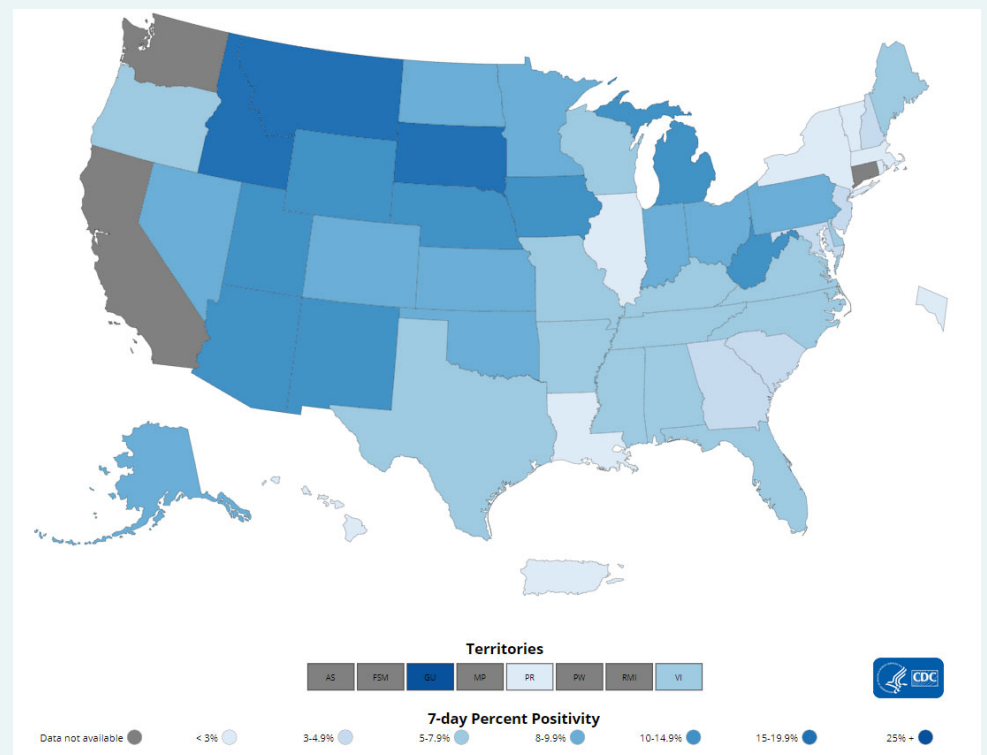 Territories
AS FSM GU MP PR PW RMI VI
CDC
7-day Percent Positivity
Data not available < 3% 3-4.9% 5-7.9% 8-9.9% 10-14.9% 15-19.9% 25% +